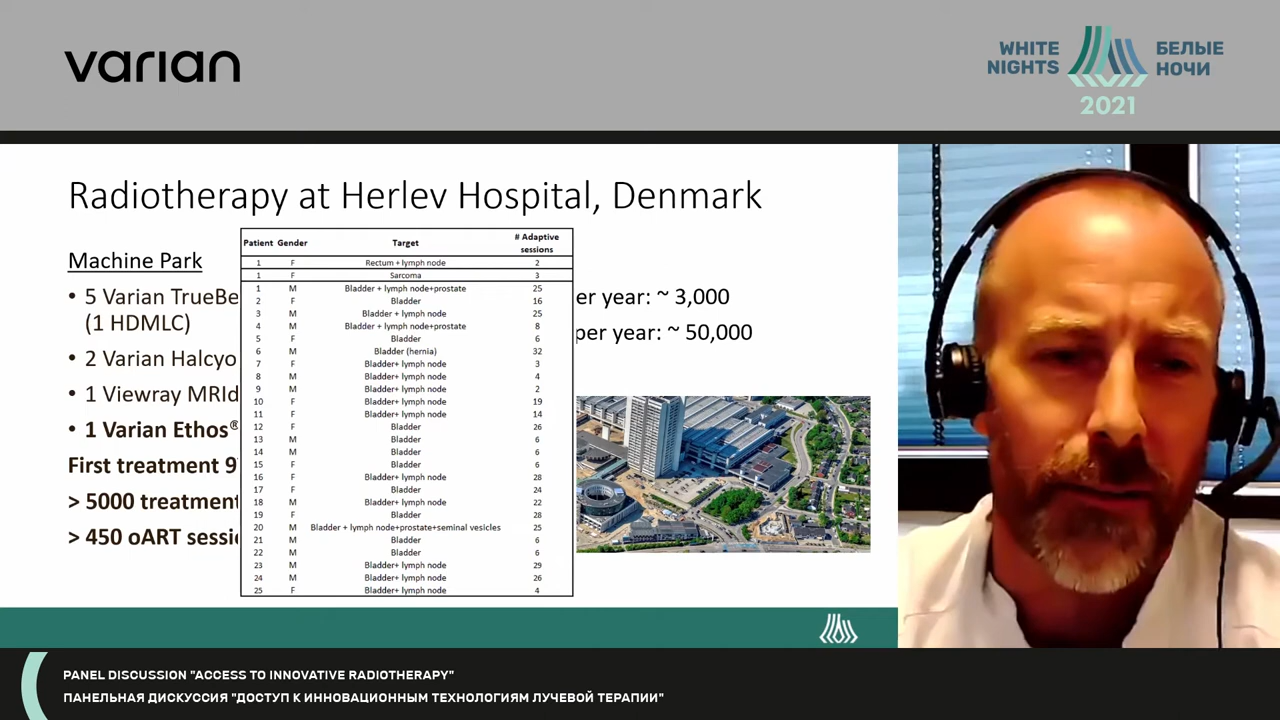 varian
WHITE
NIGHTS
БЕЛЫЕ
НОЧИ
2021
Radiotherapy at Herlev Hospital, Denmark
Machine Park
• 5 Varian TrueBe
(1 HDMLC)
• 2 Varian Halcyo
• 1 Viewray MRId
• 1 Varian Ethos®
First treatment 9
> 5000 treatment
> 450 oART sessi
er year: ~ 3,000
per year: ~ 50,000
Patient Gender Target # Adaptive sessions
1 F Rectum + lymph node 2
1 F Sarcoma 3
1 M Bladder + lymph node+prostate 25
2 F Bladder 16
3 M Bladder + lymph node 25
4 M Bladder + lymph node+prostate 8
5 F Bladder 6
6 M Bladder (hernia) 32
7 F Bladder+ lymph node 3
8 M Bladder+ lymph node 4
9 M Bladder+ lymph node 2
10 F Bladder+ lymph node 19
11 F Bladder+ lymph node 14
12 F Bladder 26
13 M Bladder 6
14 M Bladder 6
15 F Bladder 6
16 F Bladder+ lymph node 28
17 F Bladder 24
18 M Bladder+ lymph node 22
19 F Bladder 28
20 M Bladder + lymph node+prostate+seminal vesicles 25
21 M Bladder 6
22 M Bladder 6
23 M Bladder+ lymph node 29
24 M Bladder+ lymph node 26
25 F Bladder+ lymph node 4
PANEL DISCUSSION "ACCESS TO INNOVATIVE RADIOTHERAPY"
ПАНЕЛЬНАЯ ДИСКУССИЯ "ДОСТУП К ИННОВАЦИОННЫМ ТЕХНОЛОГИЯМ ЛУЧЕВОЙ ТЕРАПИИ"